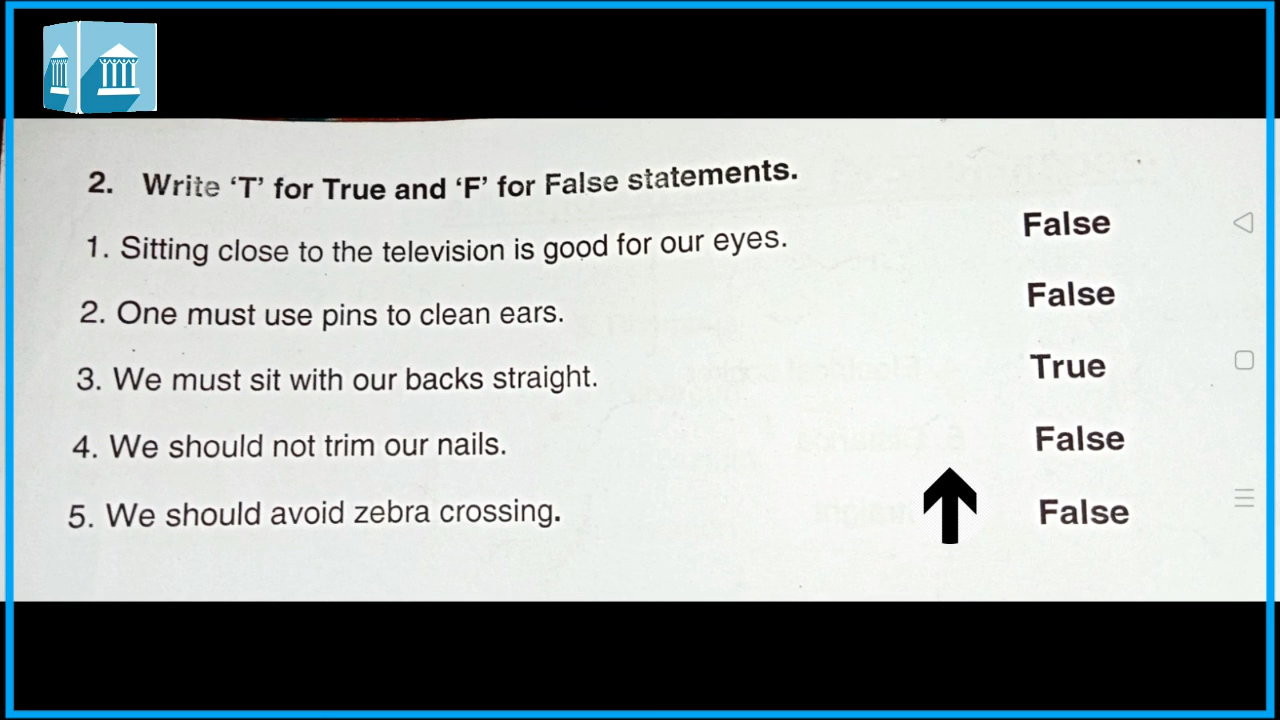 2. Write ‘T’ for True and ‘F’ for False statements.
1. Sitting close to the television is good for our eyes. False
2. One must use pins to clean ears. False
3. We must sit with our backs straight. True
4. We should not trim our nails. False
5. We should avoid zebra crossing. False